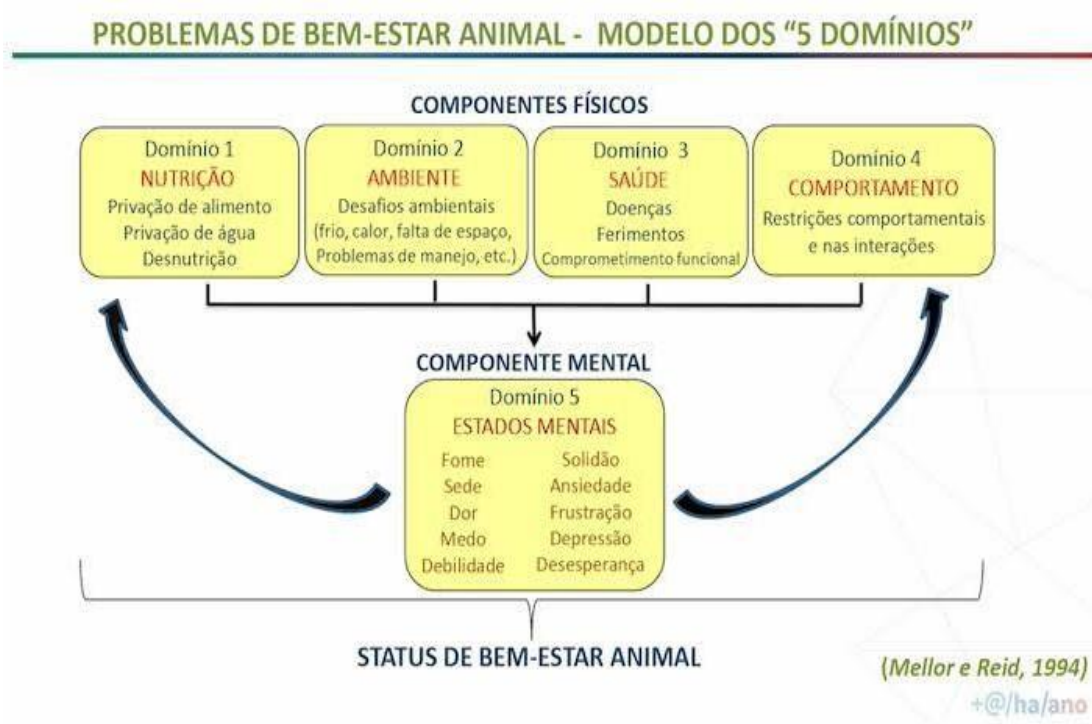 PROBLEMAS DE BEM-ESTAR ANIMAL - MODELO DOS “5 DOMÍNIOS”
COMPONENTES FÍSICOS
Domínio 1
NUTRIÇÃO
Privação de alimento
Privação de água
Desnutrição
Domínio 2
AMBIENTE
Desafios ambientais
(frio, calor, falta de espaço,
Problemas de manejo, etc.)
Domínio 3
SAÚDE
Doenças
Ferimentos
Comprometimento funcional
Domínio 4
COMPORTAMENTO
Restrições comportamentais
e nas interações
COMPONENTE MENTAL
Domínio 5
ESTADOS MENTAIS
Fome
Sede
Dor
Medo
Debilidade
Solidão
Ansiedade
Frustração
Depressão
Desesperança
STATUS DE BEM-ESTAR ANIMAL
(Mellor e Reid, 1994)
+@/ha/ano